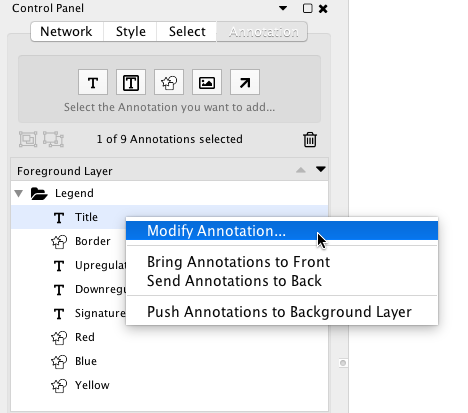 Control Panel
Network Style Select Annotation
T T
Select the Annotation you want to add...
1 of 9 Annotations selected
Foreground Layer
Legend
T Title
Modify Annotation...
Border
Bring Annotations to Front
T Upregulat
Send Annotations to Back
T Downregu
T Signature
Push Annotations to Background Layer
Red
Blue
Yellow